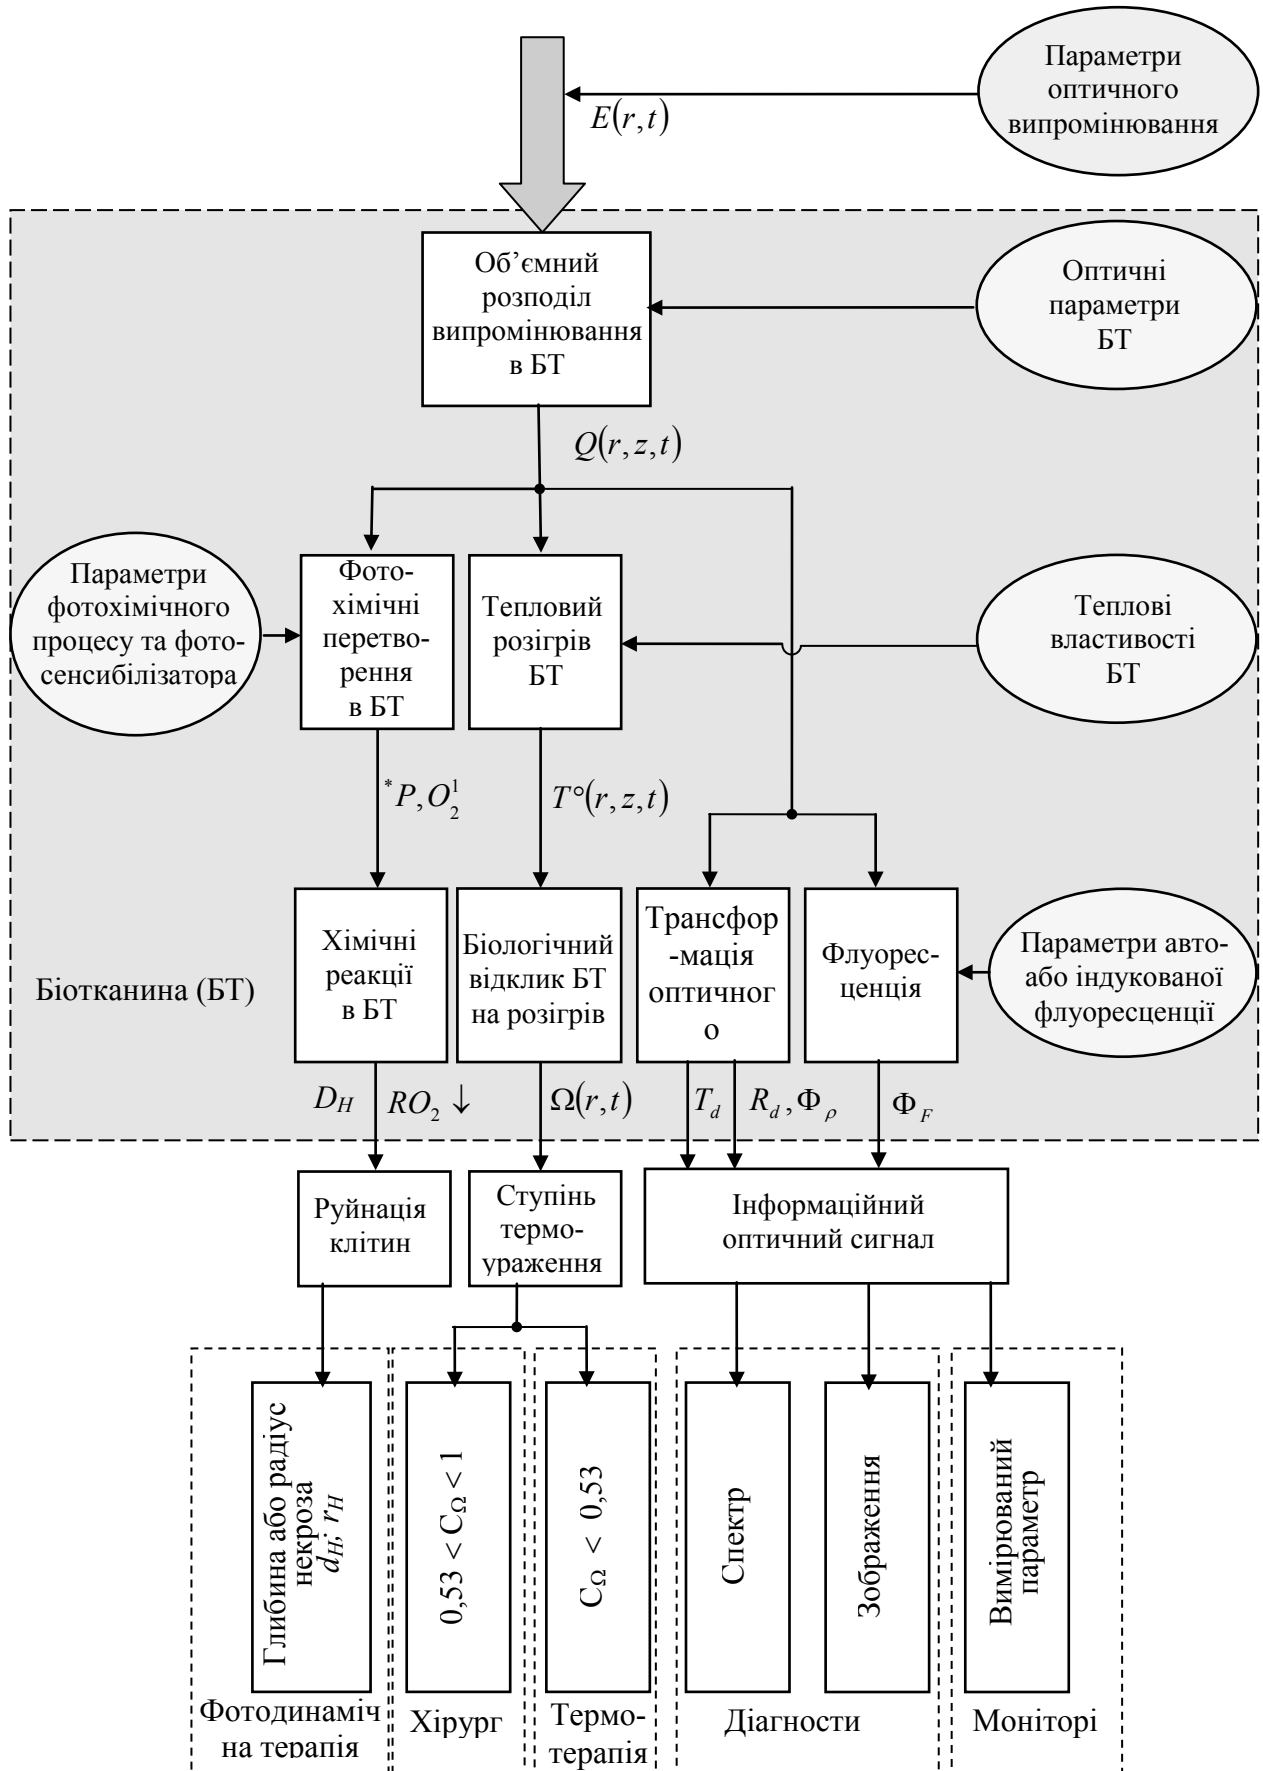 Параметри
оптичного
випромінювання
E(r,t)
Об’ємний
розподіл
випромінювання
в БТ
Оптичні
параметри
БТ
Q(r,z,t)
Параметри
фотохімічного
процесу та фото-
сенсибілізатора
Фото-
хімічні
перетво-
рення
в БТ
Тепловий
розігрів
БТ
Теплові
властивості
БТ
*P,O₂¹
T°(r,z,t)
Біотканина (БТ)
Хімічні
реакції
в БТ
Біологічний
відклик БТ
на розігрів
Трансфор
-мація
оптичног
о
Флуорес-
ценція
Параметри авто-
або індукованої
флуоресценції
D_H
RO₂ ↓
Ω(r,t)
T_d
R_d,Φ_ρ
Φ_F
Руйнація
клітин
Ступінь
термо-
ураження
Інформаційний
оптичний сигнал
Глибина або радіус
некроза
d_H; r_H
0,53 < C_Ω < 1
C_Ω < 0,53
Спектр
Зображення
Вимірюваний
параметр
Фотодинаміч
на терапія
Хірург
Термо-
терапія
Діагности
Моніторі